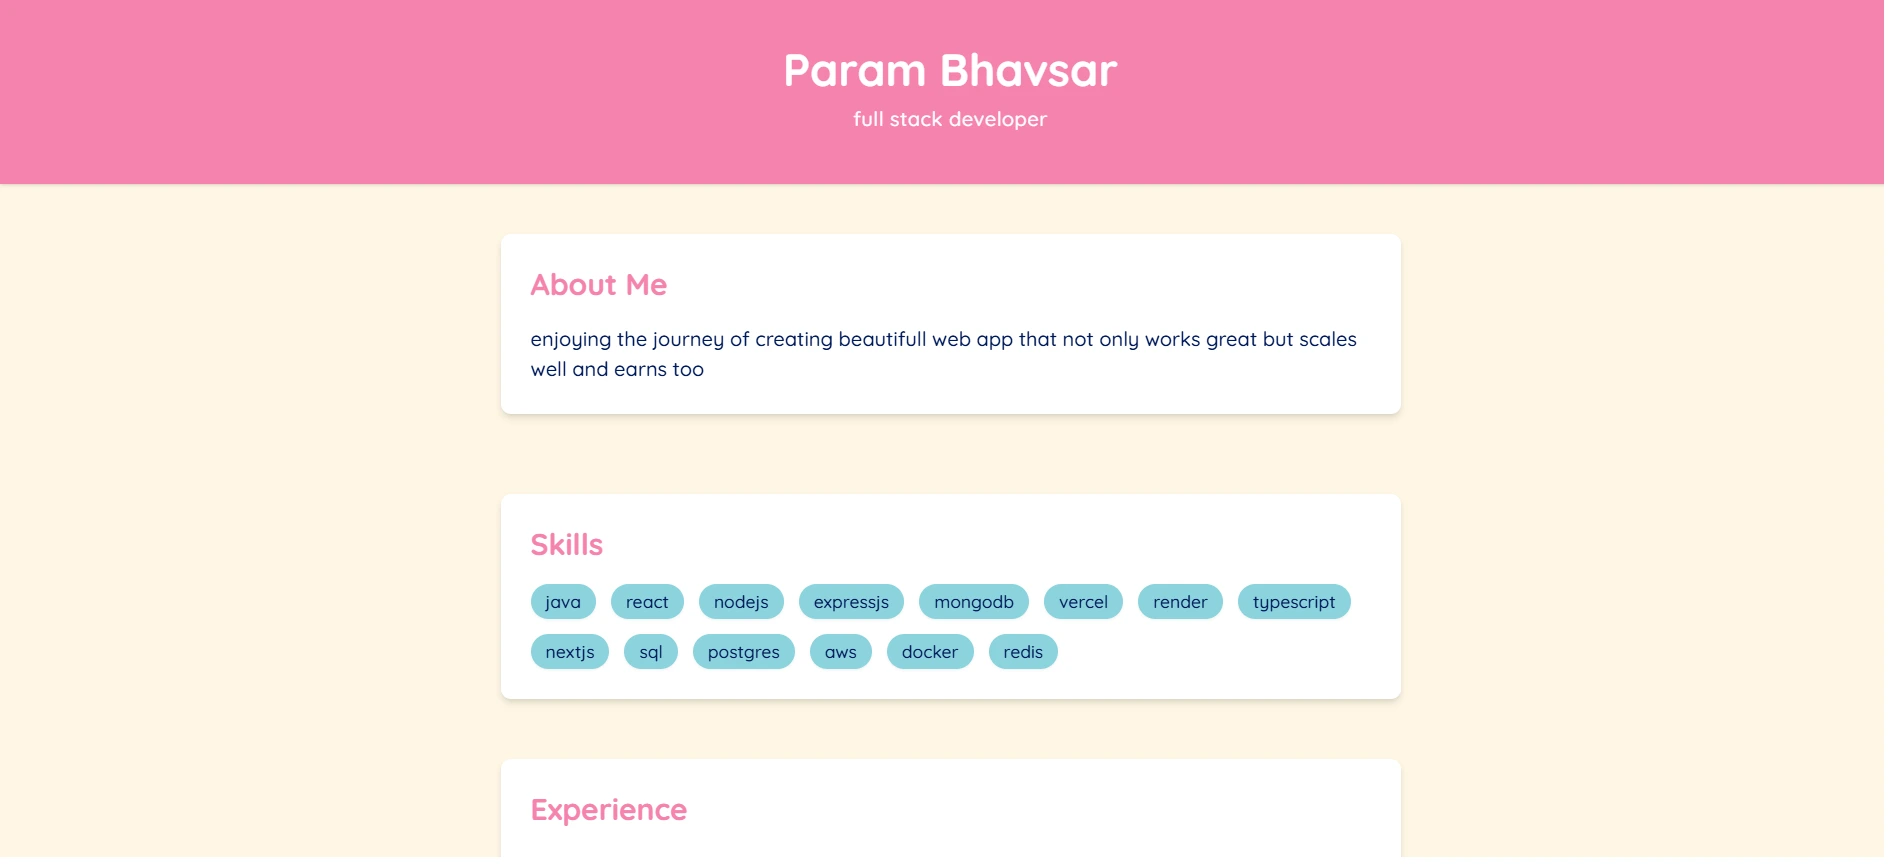 Param Bhavsar
full stack developer
About Me
enjoying the journey of creating beautifull web app that not only works great but scales
well and earns too
Skills
java react nodejs expressjs mongodb vercel render typescript
nextjs sql postgres aws docker redis
Experience